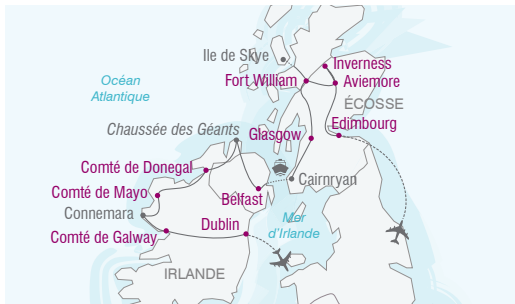 Ile de Skye
Inverness
Fort William
Aviemore
Océan
Atlantique
ÉCOSSE
Edimbourg
Chaussée des Géants
Glasgow
Comté de Donegal
Cairnryan
Comté de Mayo
Belfast
Connemara
Dublin
Mer
d'Irlande
Comté de Galway
IRLANDE